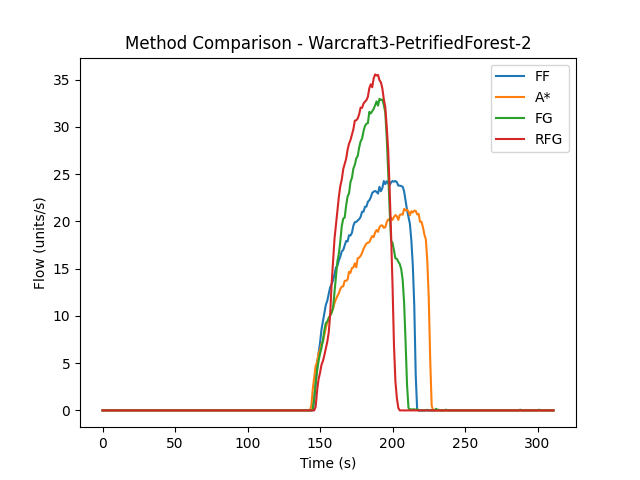 Method Comparison - Warcraft3-PetrifiedForest-2
FF
A*
FG
RFG
35
30
25
20
15
10
5
0
Flow (units/s)
0 50 100 150 200 250 300
Time (s)